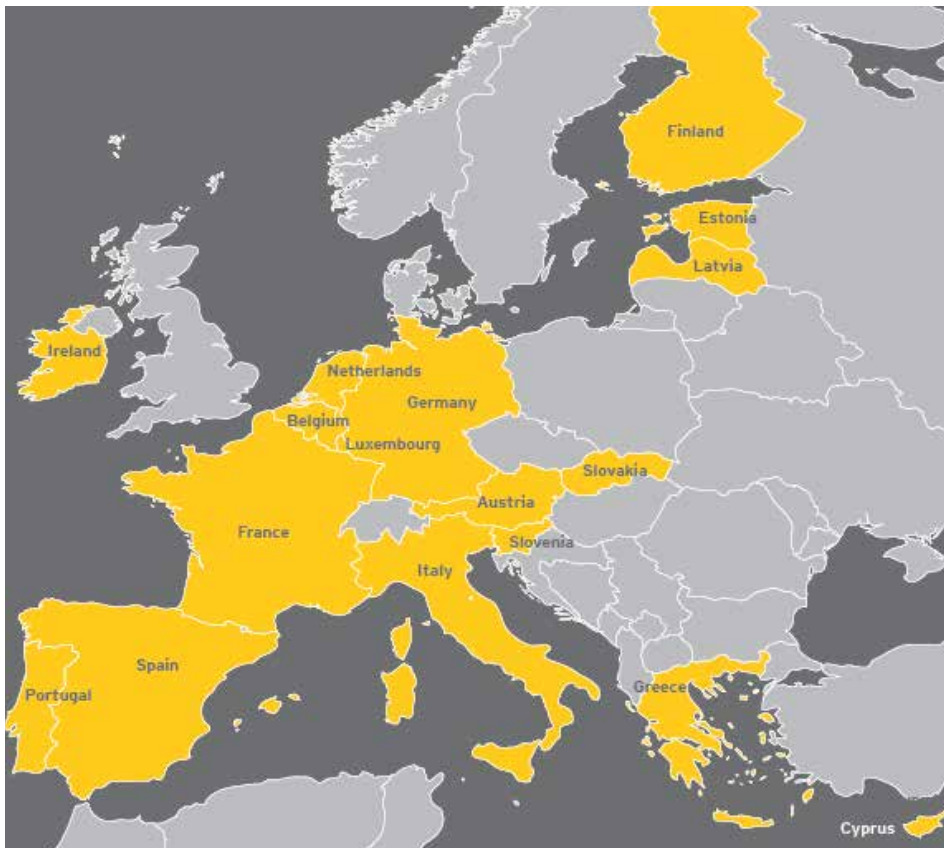 Finland
Estonia
Latvia
Ireland
Netherlands
Germany
Belgium
Luxembourg
Slovakia
Austria
France
Slovenia
Italy
Spain
Portugal
Greece
Cyprus